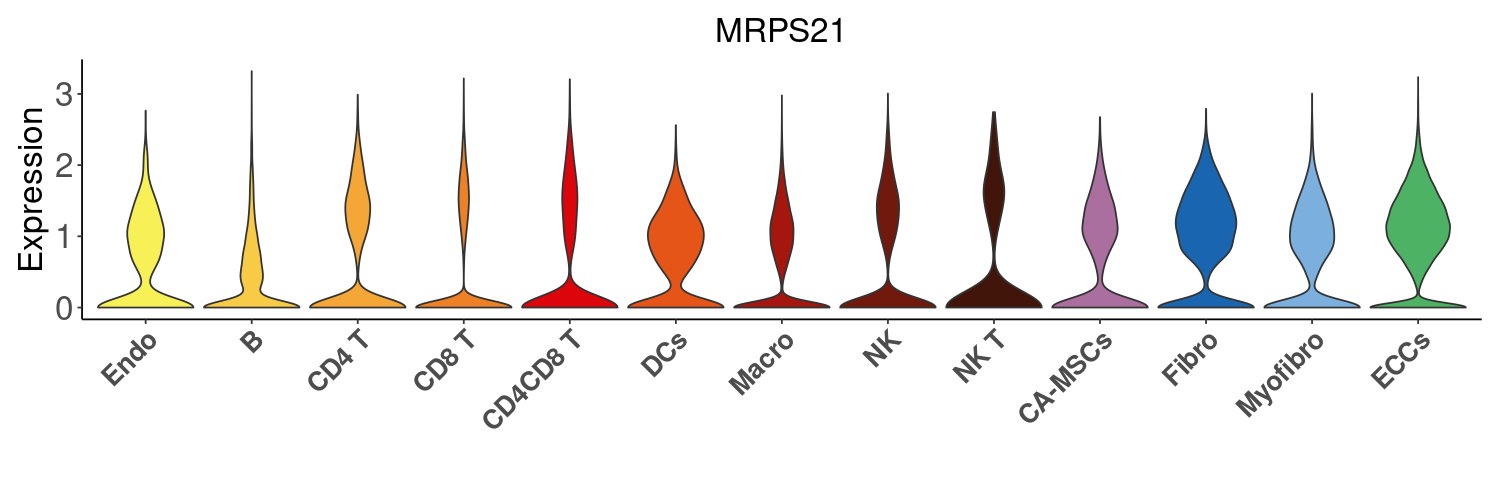 MRPS21
Expression
3
2
1
0
Endo
B
CD4 T
CD8 T
CD4CD8 T
DCs
Macro
NK
NK T
CA-MSCs
Fibro
Myofibro
ECCs